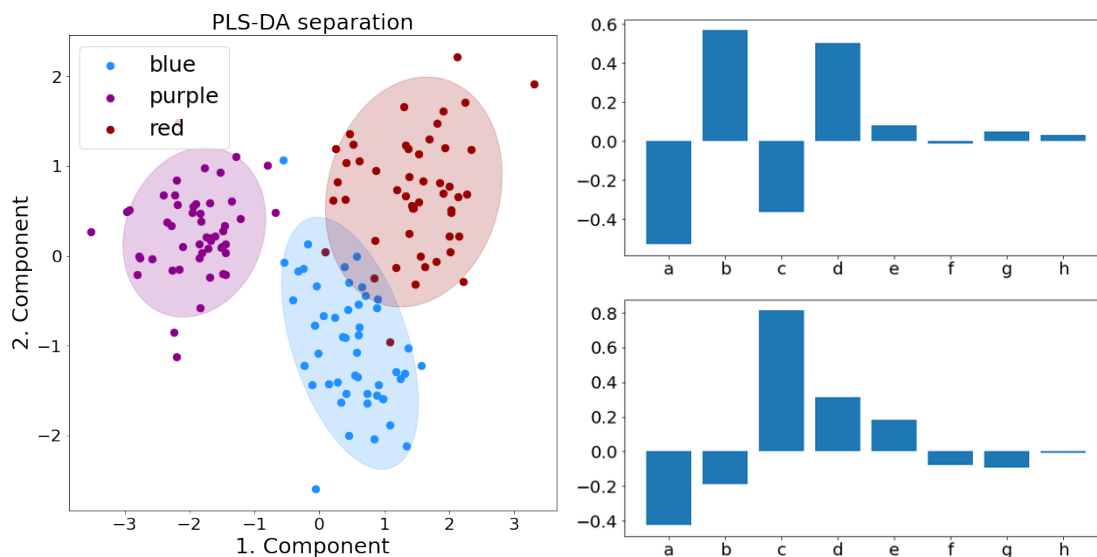 PLS-DA separation
blue
purple
red
2
1
0
−1
−2
2. Component
−3 −2 −1 0 1 2 3
1. Component
0.6
0.4
0.2
0.0
−0.2
−0.4
a b c d e f g h
0.8
0.6
0.4
0.2
0.0
−0.2
−0.4
a b c d e f g h